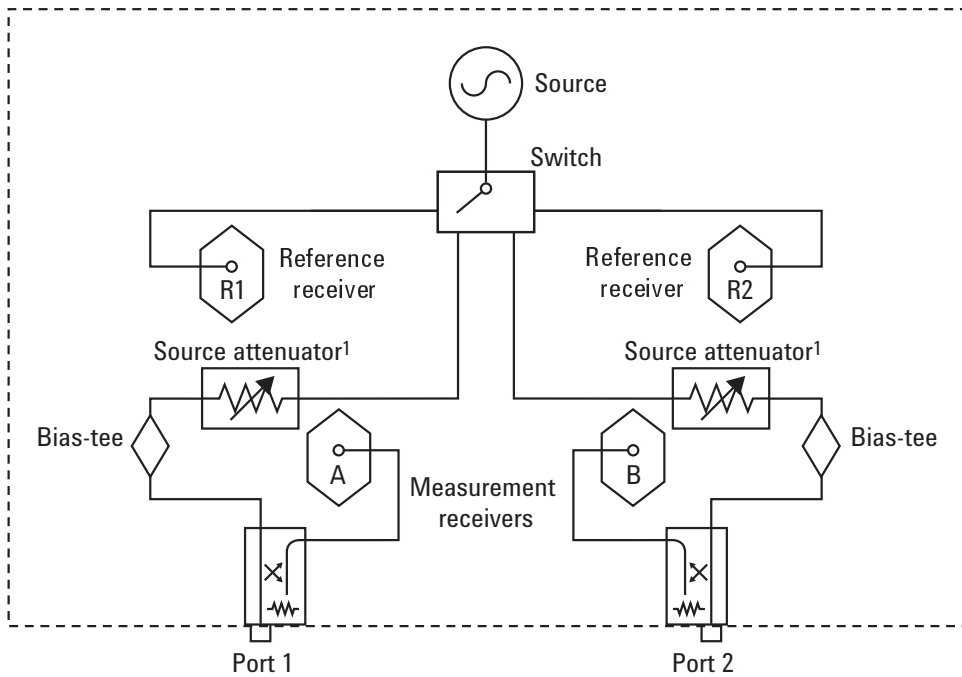 Source
Switch
Reference
receiver
R1
Reference
receiver
R2
Source attenuator1
Source attenuator1
Bias-tee
A
Measurement
receivers
B
Bias-tee
Port 1
Port 2